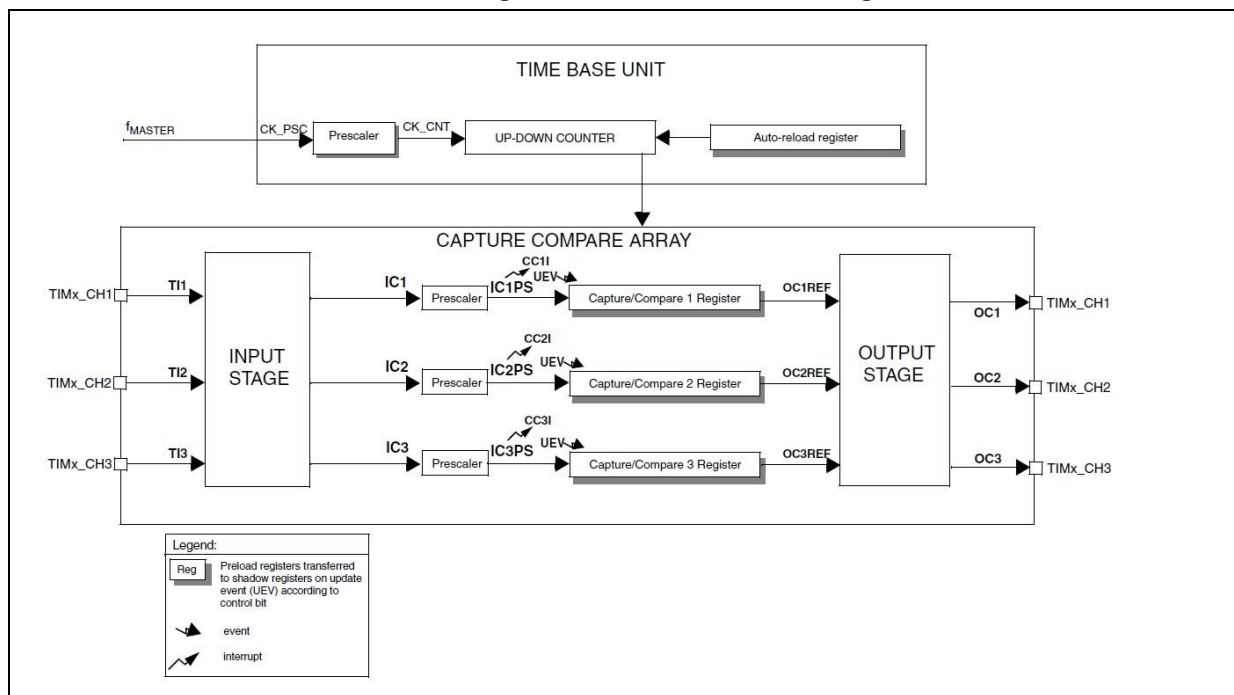 TIME BASE UNIT
fMASTER
CK_PSC
Prescaler
CK_CNT
UP-DOWN COUNTER
Auto-reload register
CAPTURE COMPARE ARRAY
TIMx_CH1
TI1
INPUT
STAGE
IC1
Prescaler
CC1I
UEV
IC1PS
Capture/Compare 1 Register
OC1REF
OUTPUT
STAGE
OC1
TIMx_CH1
TIMx_CH2
TI2
IC2
Prescaler
CC2I
UEV
IC2PS
Capture/Compare 2 Register
OC2REF
OC2
TIMx_CH2
TIMx_CH3
TI3
IC3
Prescaler
CC3I
UEV
IC3PS
Capture/Compare 3 Register
OC3REF
OC3
TIMx_CH3
Legend:
Reg
Preload registers transferred
to shadow registers on update
event (UEV) according to
control bit
event
interrupt